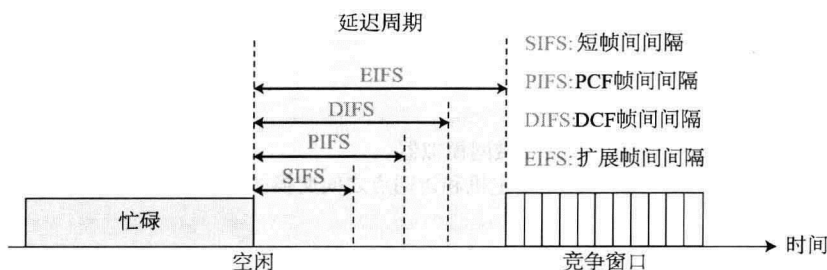 延迟周期
SIFS: 短帧间间隔
EIFS
PIFS:PCF帧间间隔
DIFS
DIFS:DCF帧间间隔
PIFS
EIFS: 扩展帧间间隔
SIFS
忙碌
空闲
竞争窗口
时间